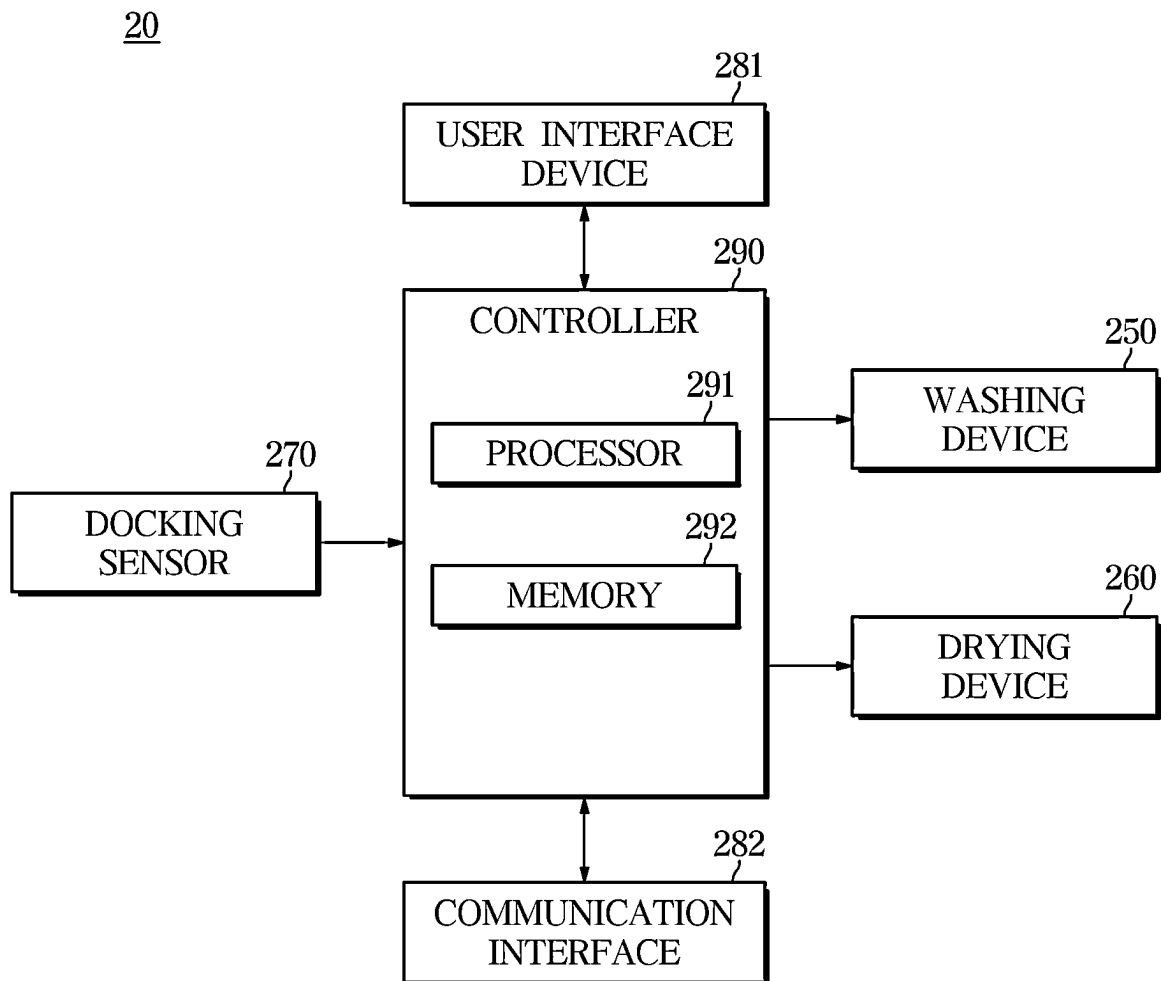 20
281
USER INTERFACE
DEVICE
290
CONTROLLER
250
WASHING
DEVICE
291
PROCESSOR
270
DOCKING
SENSOR
292
MEMORY
260
DRYING
DEVICE
282
COMMUNICATION
INTERFACE